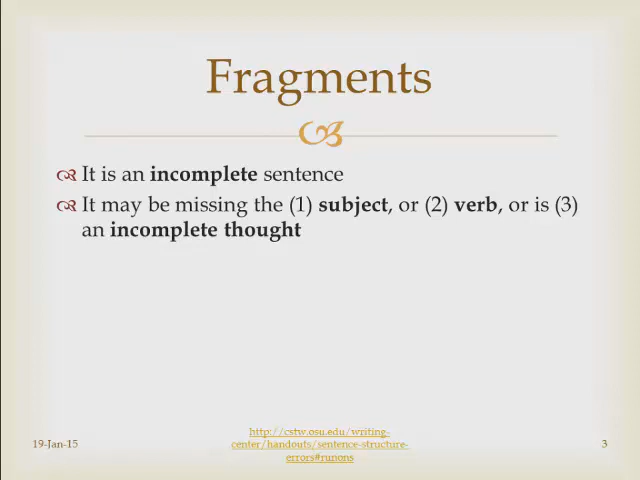 Fragments
It is an incomplete sentence
It may be missing the (1) subject, or (2) verb, or is (3)
an incomplete thought
19-Jan-15
http://cstw.osu.edu/writing-
center/handouts/sentence-structure-
errors#runons
3